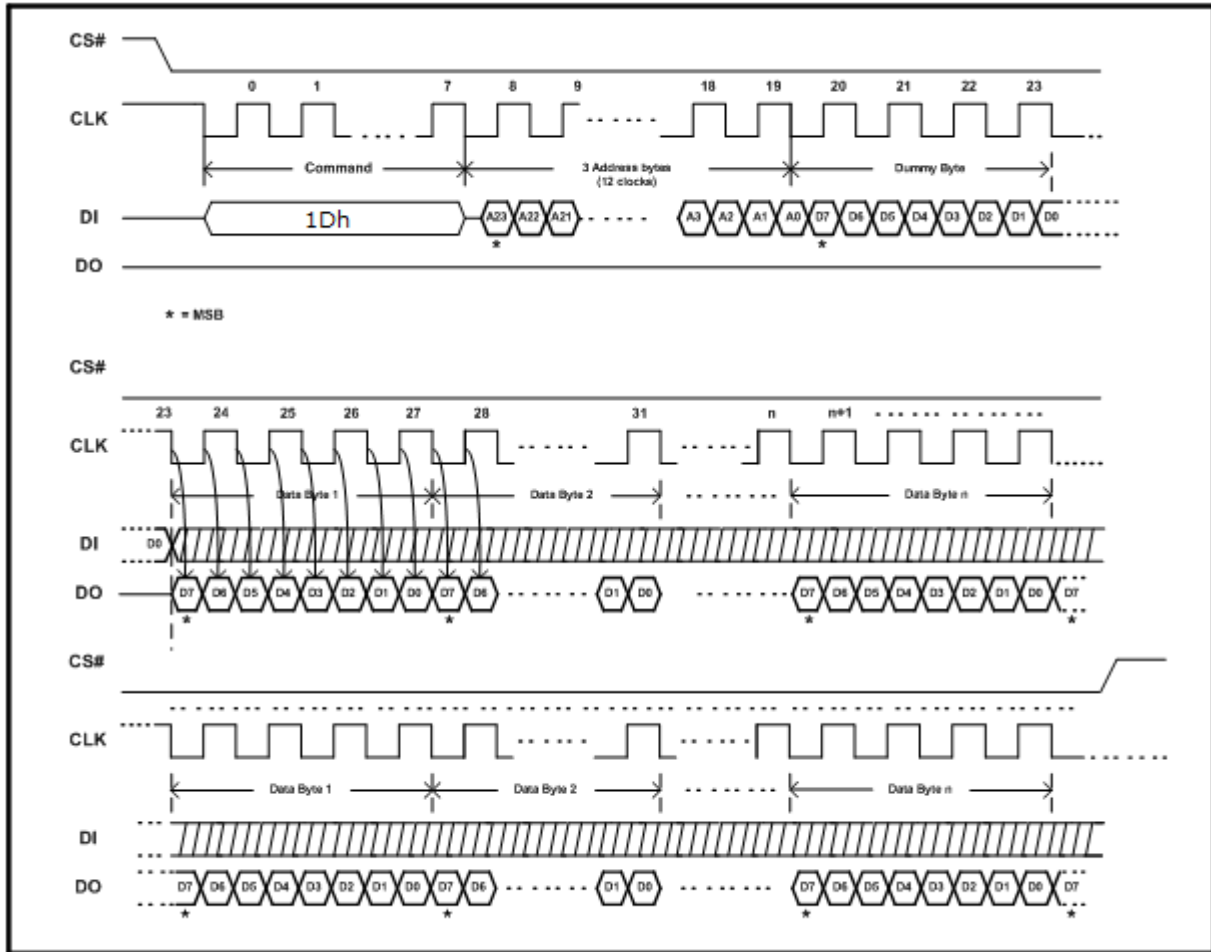 CS#
0 1 7 8 9 18 19 20 21 22 23
CLK
Command 3 Address bytes Dummy Byte
(12 clocks)
DI 1Dh A23 A22 A21 A3 A2 A1 A0 D7 D6 D5 D4 D3 D2 D1 D0
* *
DO
* = MSB
CS#
23 24 25 26 27 28 31 n n+1
CLK
Data Byte 1 Data Byte 2 Data Byte n
DI D0
DO D7 D6 D5 D4 D3 D2 D1 D0 D7 D6 D1 D0 D7 D6 D5 D4 D3 D2 D1 D0 D7
* * * *
CS#
CLK
Data Byte 1 Data Byte 2 Data Byte n
DI
DO D7 D6 D5 D4 D3 D2 D1 D0 D7 D6 D1 D0 D7 D6 D5 D4 D3 D2 D1 D0 D7
* * * *